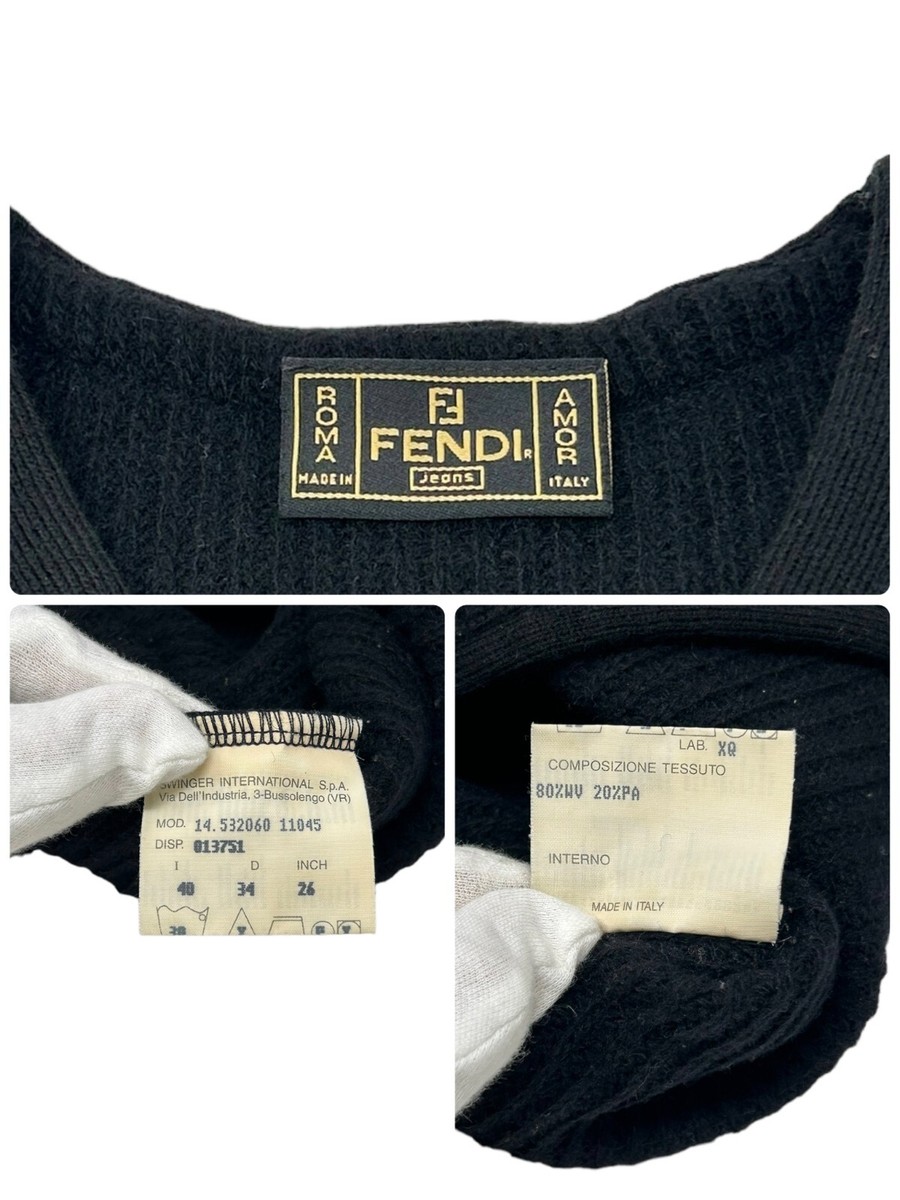 ROMA
MADE IN
FENDI®
Jeans
AMOR
ITALY
SWINGER INTERNATIONAL S.p.A.
Via Dell'Industria, 3-Bussolengo (VR)
MOD. 14.532060 11045
DISP. 013751
I D INCH
40 34 26
30
LAB. XQ
COMPOSIZIONE TESSUTO
80%WV 20%PA
INTERNO
MADE IN ITALY